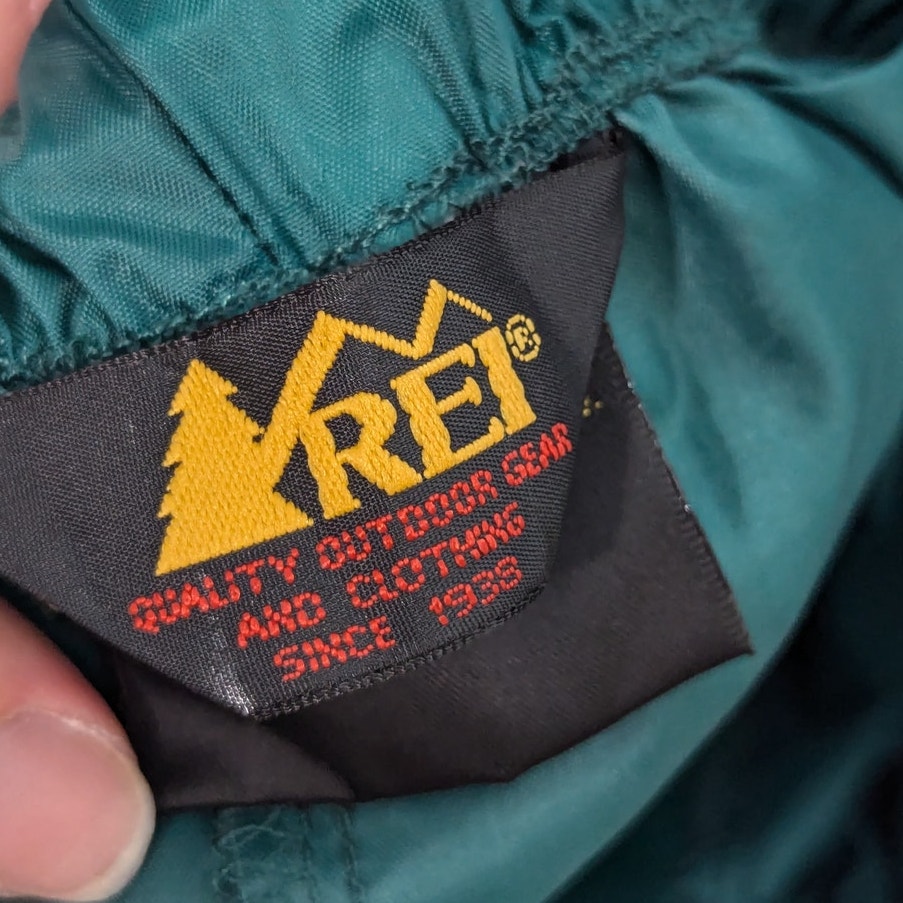 REI®
QUALITY OUTDOOR GEAR
AND CLOTHING
SINCE 1938